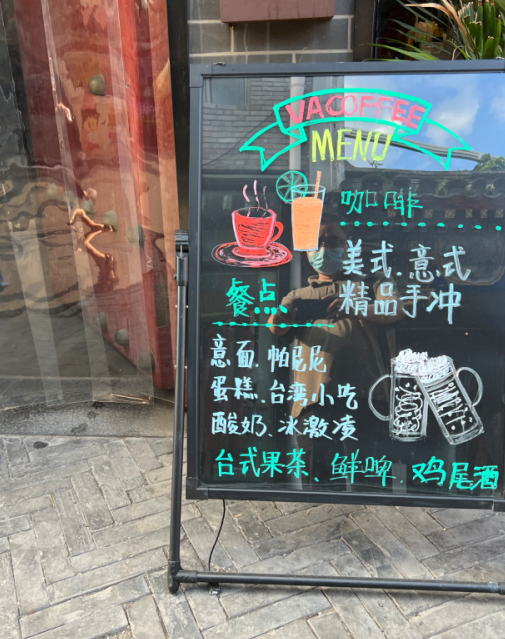 VACOFFEE
MENU
咖啡
美式.意式
精品手冲
餐点
意面.帕尼尼
蛋糕.台湾小吃
酸奶.冰激凌
台式果茶、鲜啤.鸡尾酒